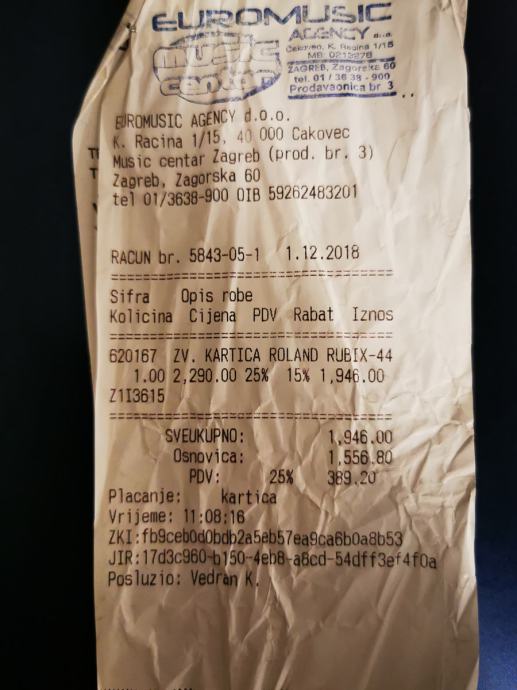 EUROMUSIC
AGENCY d.o.o.
Čakovec, K. Racina 1/15
music
centar
ZAGREB, Zagorska 60
tel. 01 / 36 38 - 900
Prodavaonica br. 3
EUROMUSIC AGENCY d.o.o.
K. Racina 1/15, 40 000 Cakovec
Music centar Zagreb (prod. br. 3)
Zagreb, Zagorska 60
tel 01/3638-900 OIB 59262483201
RACUN br. 5843-05-1 1.12.2018
Sifra Opis robe
Kolicina Cijena PDV Rabat Iznos
620167 ZV. KARTICA ROLAND RUBIX-44
1.00 2,290.00 25% 15% 1,946.00
Z1I3615
SVEUKUPNO: 1,946.00
Osnovica: 1,556.80
PDV: 25% 389.20
Placanje: kartica
Vrijeme: 11:08:16
ZKI:fb9ceb0d0bdb2a5eb57ea9ca6b0a8b53
JIR:17d3c960-b150-4eb8-a8cd-54dff3ef4f0a
Posluzio: Vedran K.